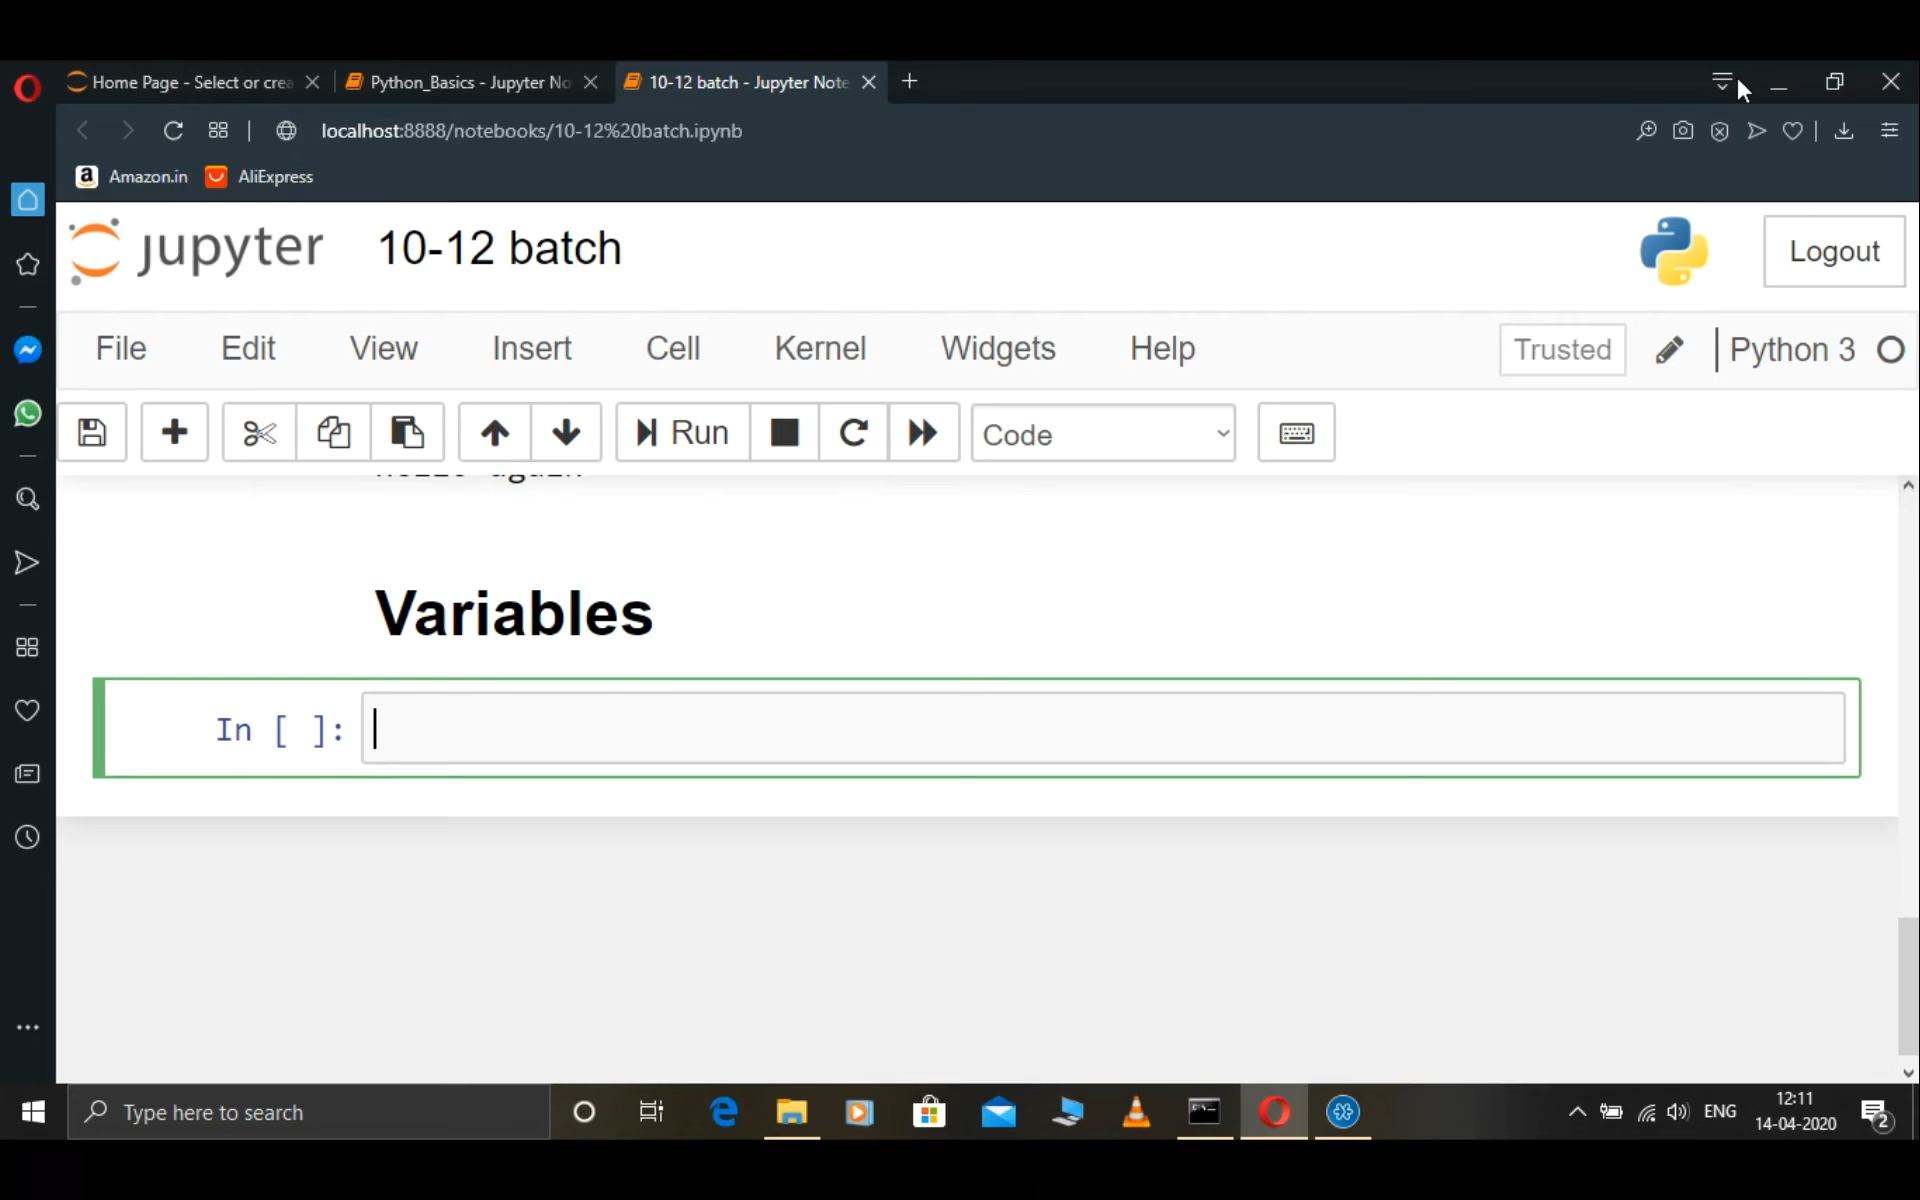 Home Page - Select or crea
Python_Basics - Jupyter No
10-12 batch - Jupyter Note
localhost:8888/notebooks/10-12%20batch.ipynb
Amazon.in AliExpress
jupyter 10-12 batch
Logout
File Edit View Insert Cell Kernel Widgets Help
Trusted
Python 3
Run
Code
Variables
In [ ]:
Type here to search
ENG
12:11
14-04-2020
2